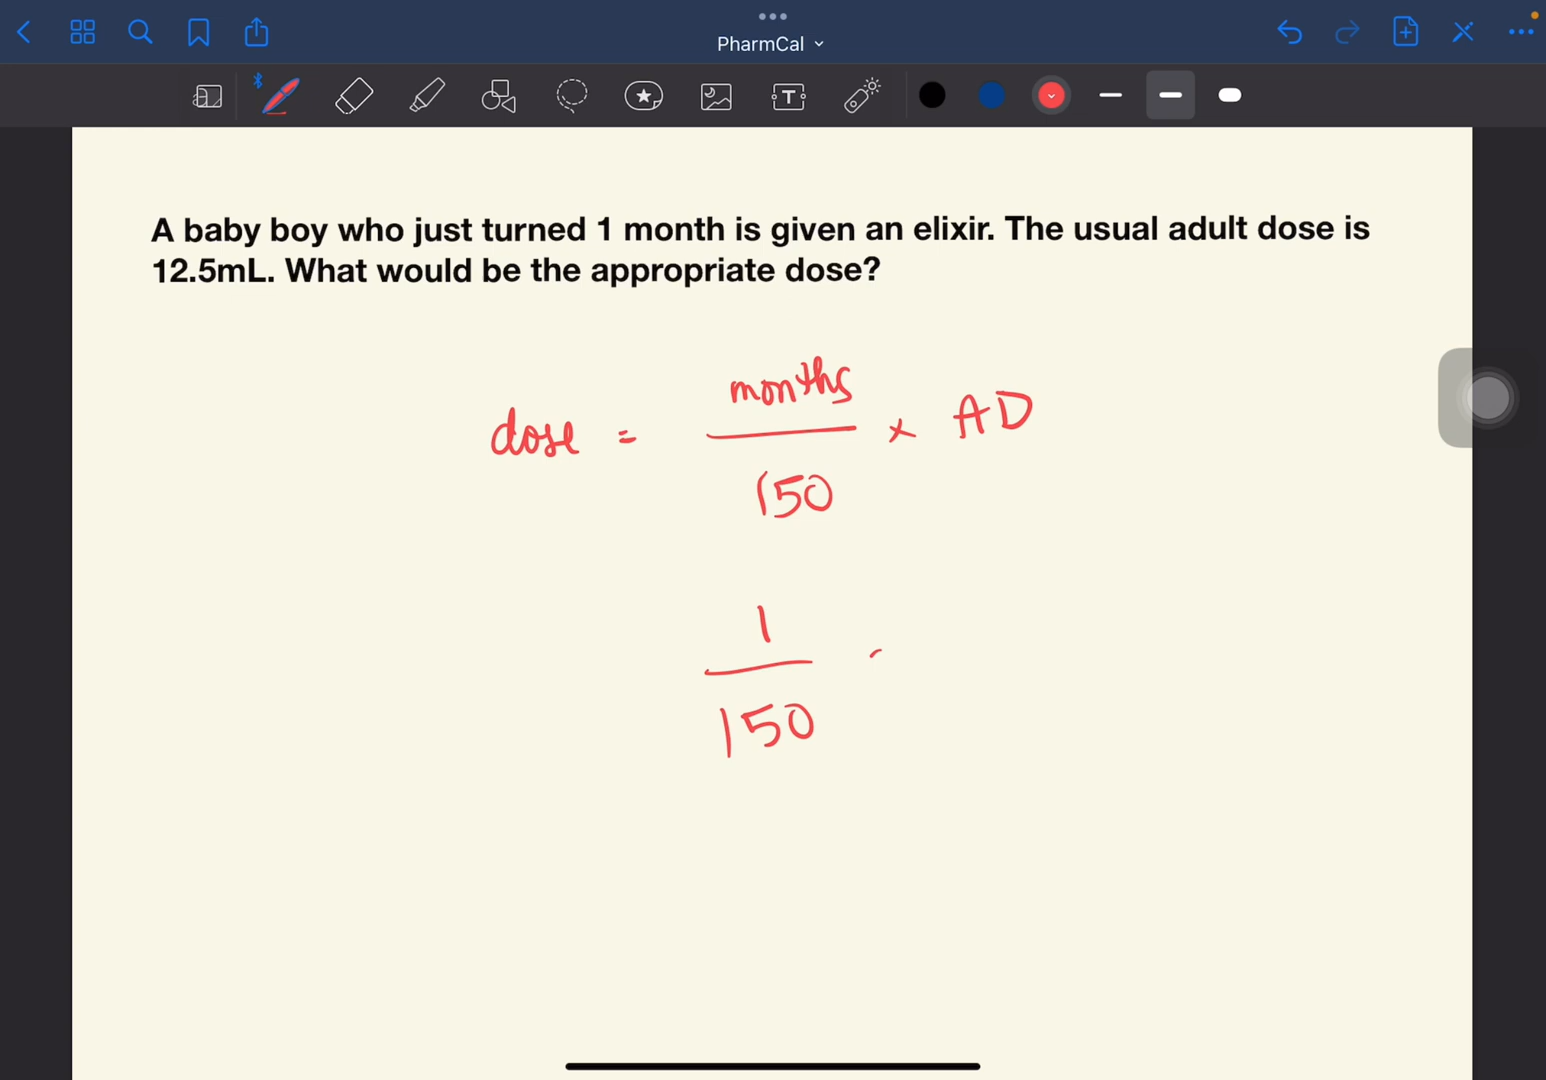 PharmCal
T
A baby boy who just turned 1 month is given an elixir. The usual adult dose is
12.5mL. What would be the appropriate dose?
dose = months / 150 × AD
1 / 150